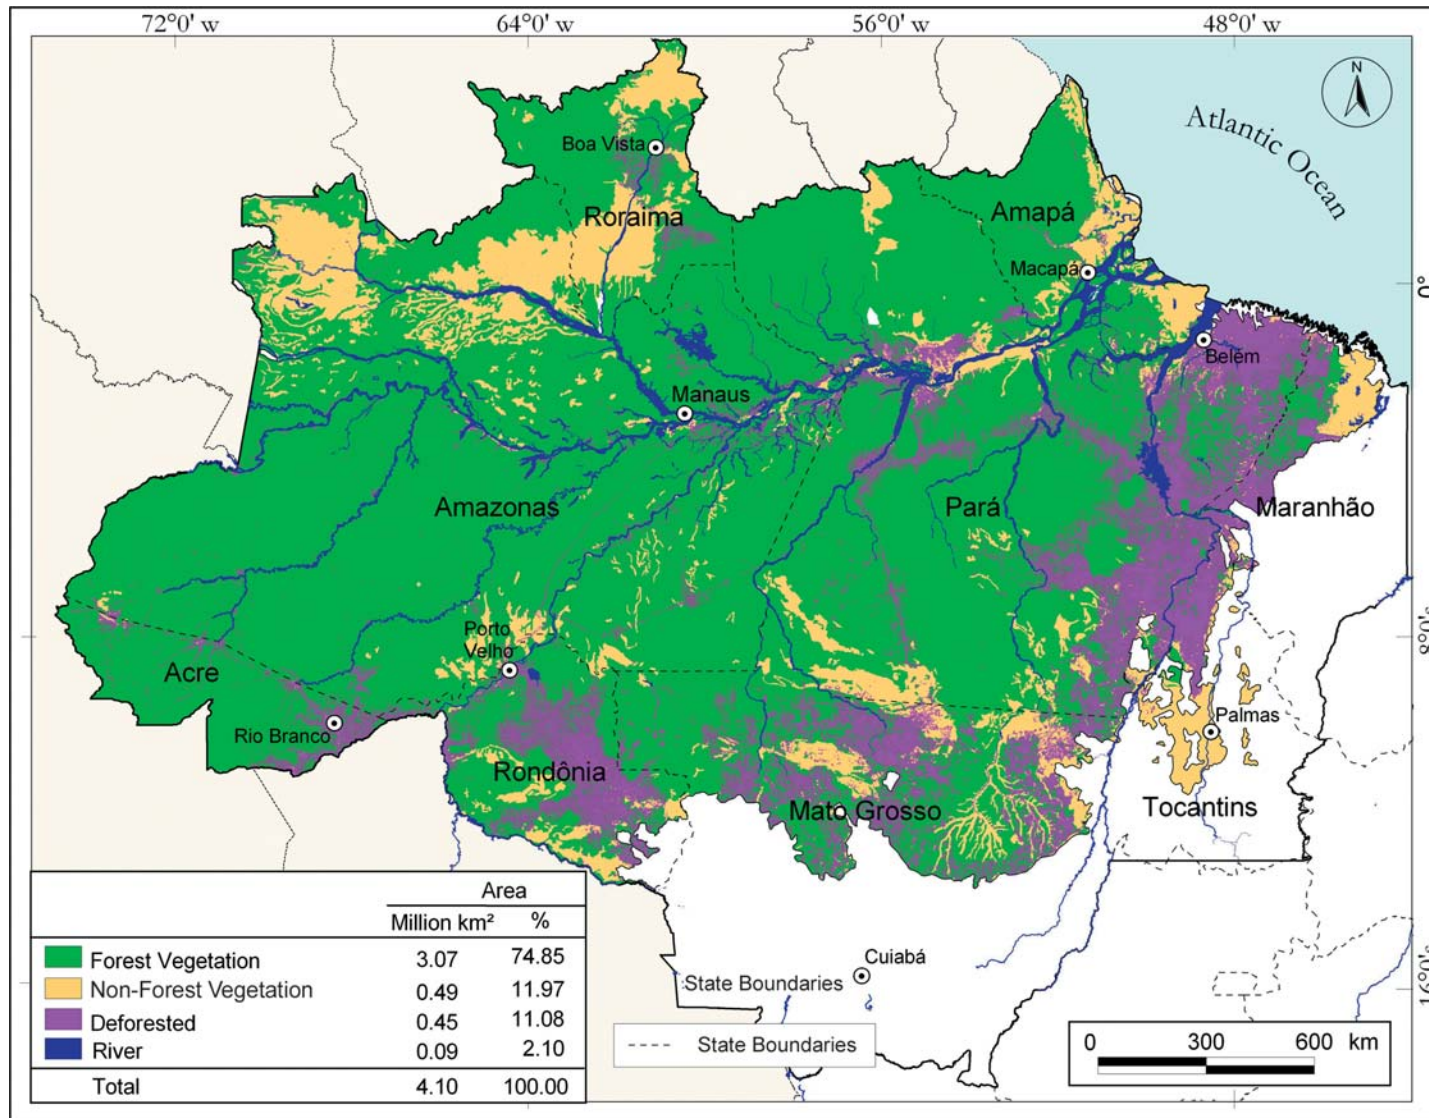 72°0' w
64°0' w
56°0' w
48°0' w
N
Atlantic Ocean
Boa Vista
Roraima
Amapá
Macapá
0°
Belém
Manaus
Amazonas
Pará
Maranhão
Porto
Velho
8°0's
Acre
Rio Branco
Palmas
Rondônia
Mato Grosso
Tocantins
Area
Million km² %
Forest Vegetation 3.07 74.85
Non-Forest Vegetation 0.49 11.97
Deforested 0.45 11.08
River 0.09 2.10
Total 4.10 100.00
Cuiabá
State Boundaries
State Boundaries
16°0's
0 300 600 km